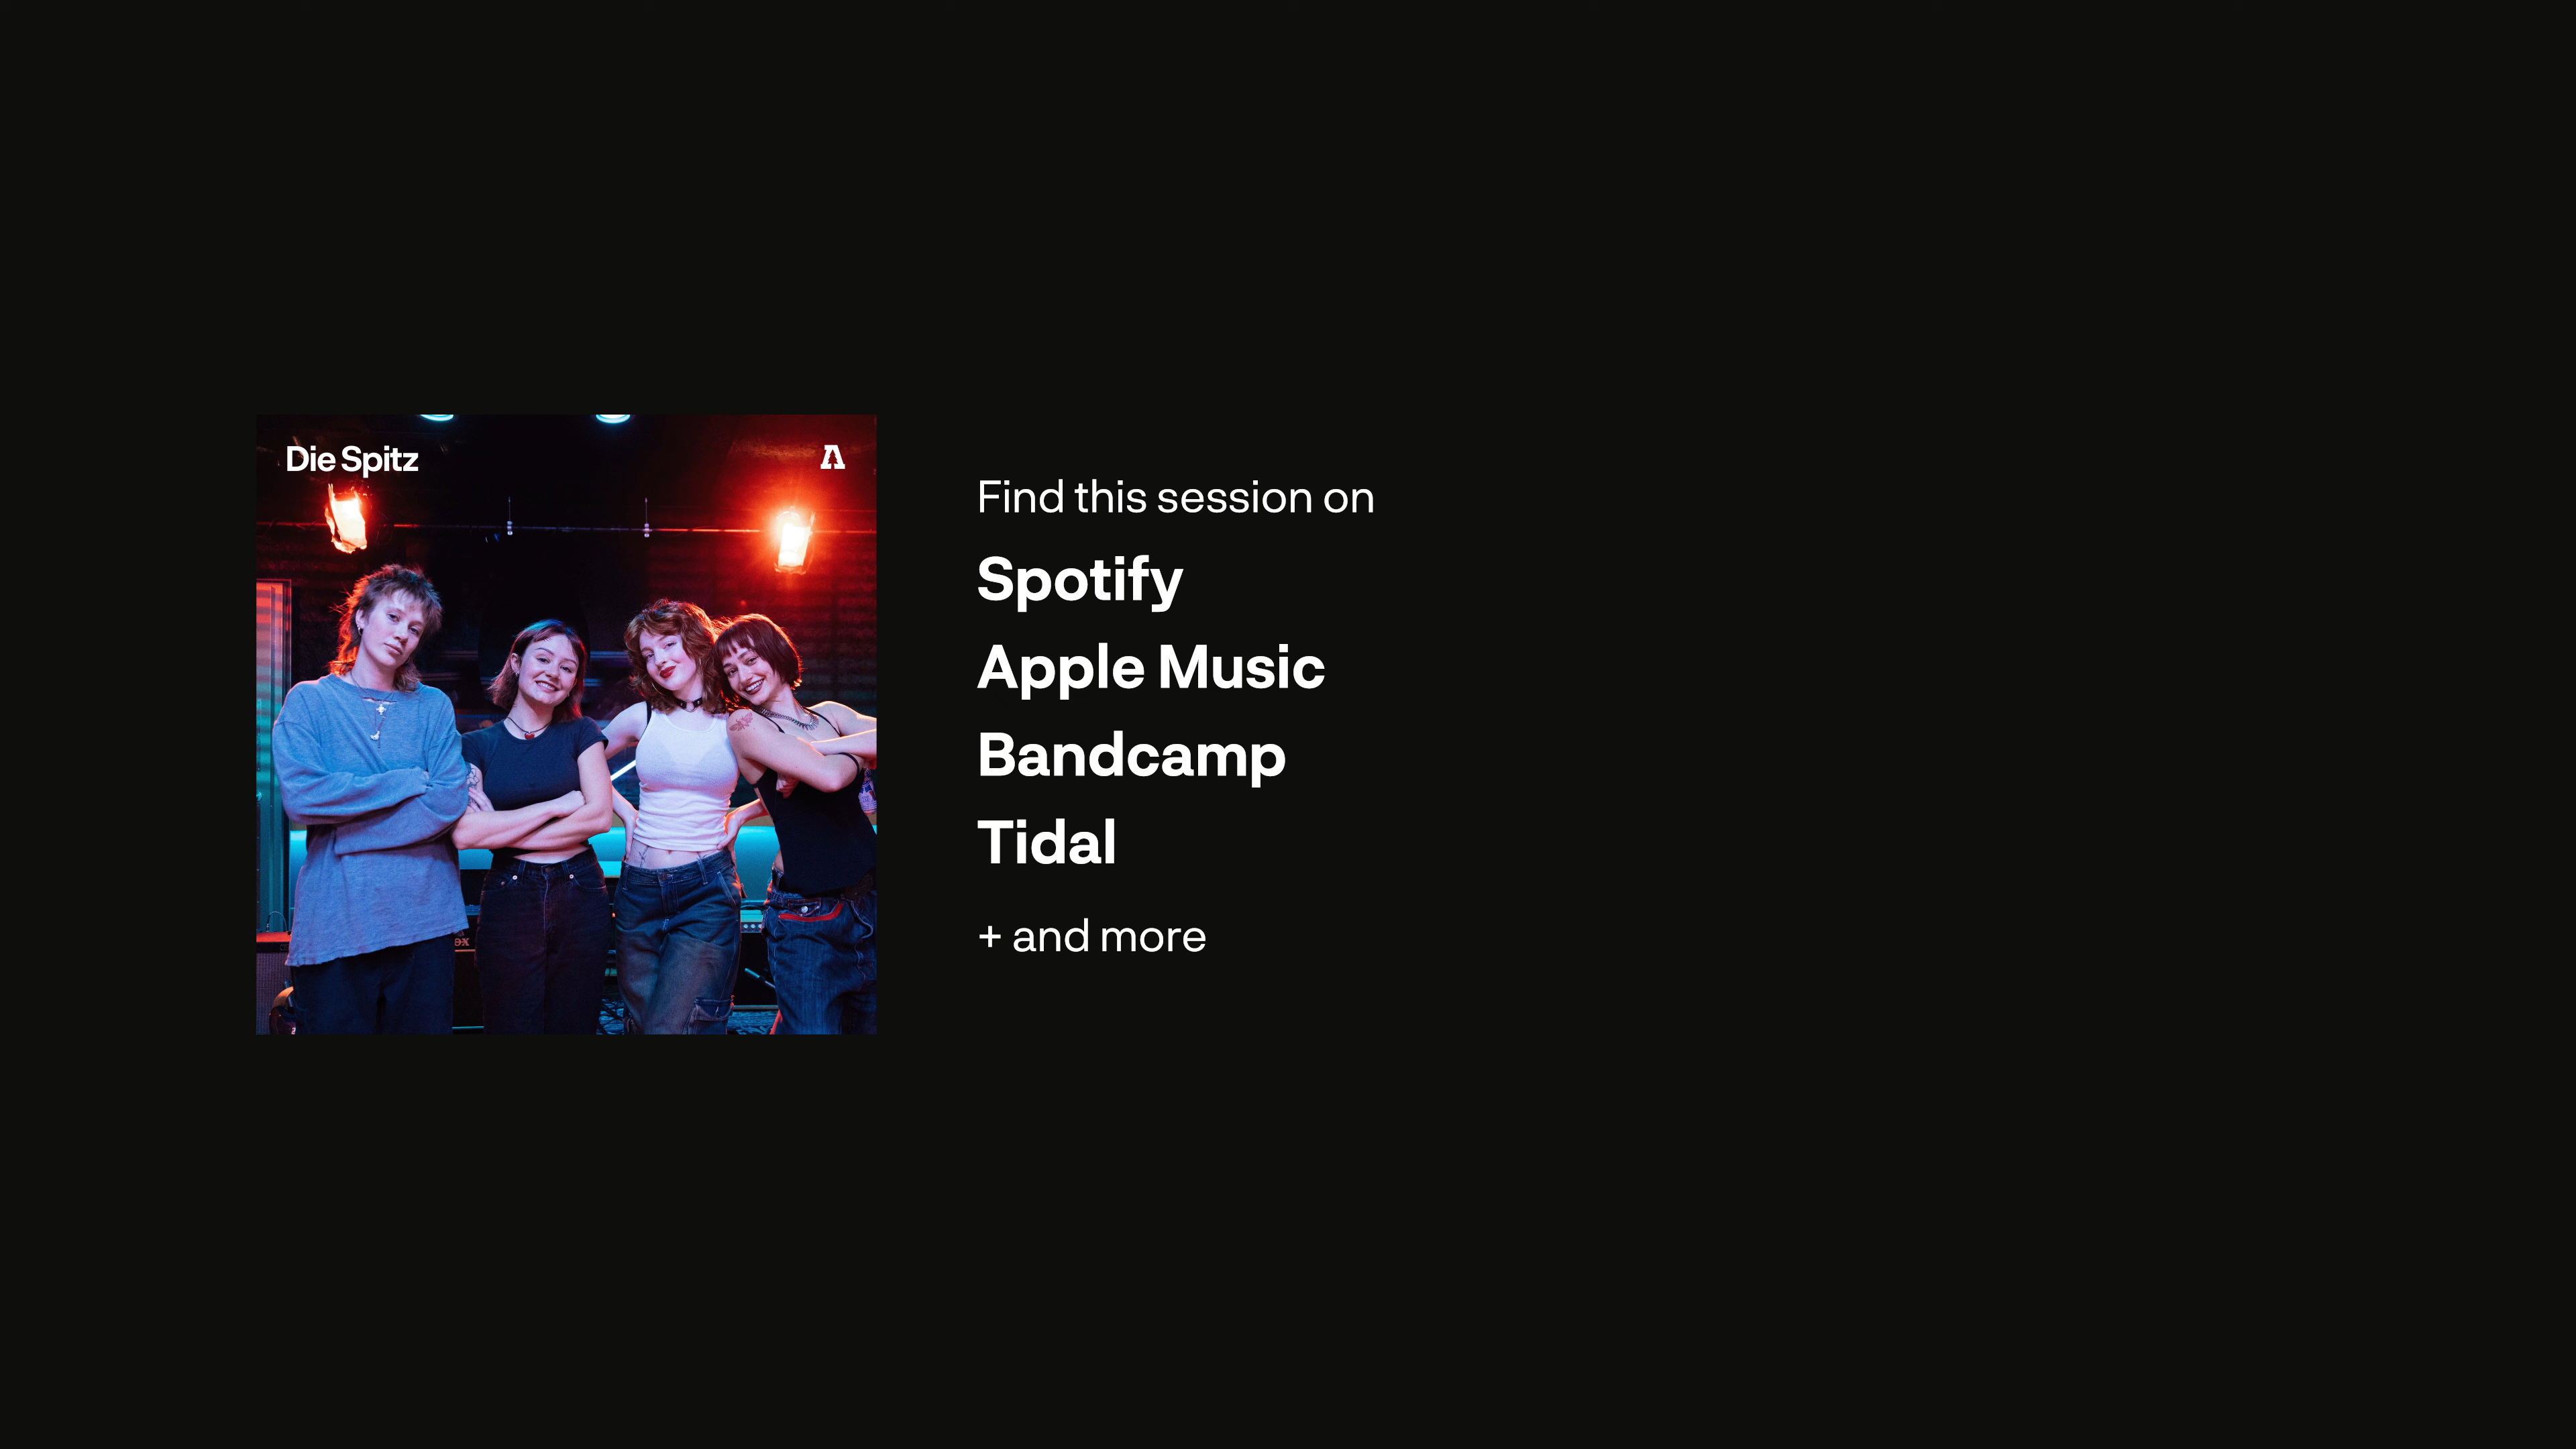 Die Spitz
Find this session on
Spotify
Apple Music
Bandcamp
Tidal
+ and more